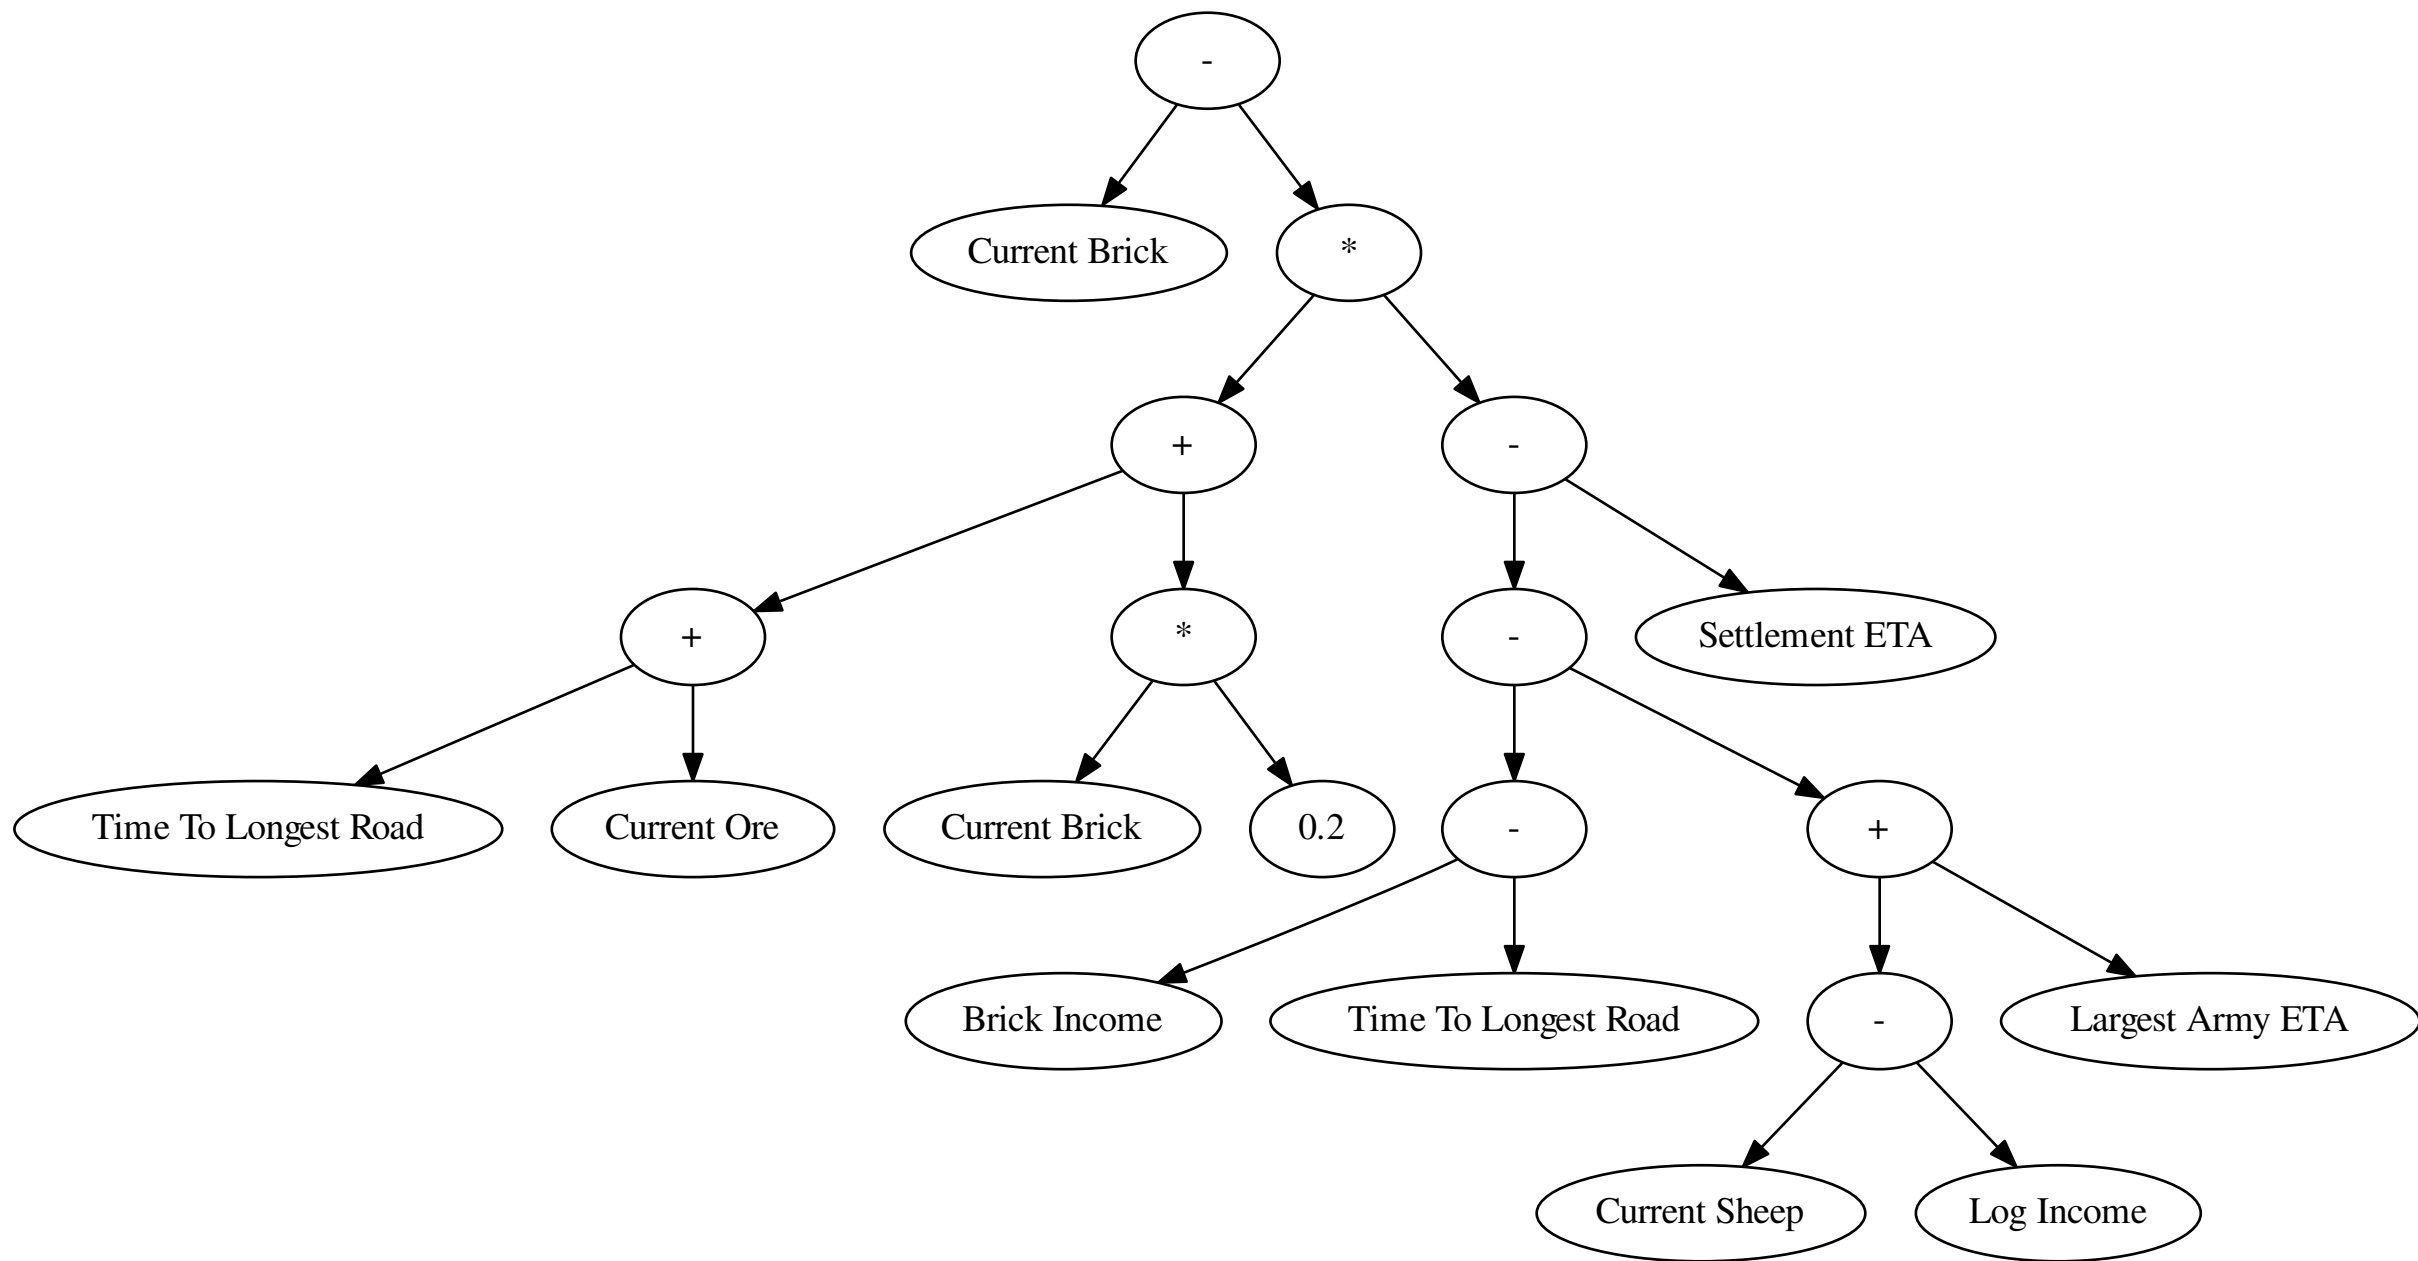 -
Current Brick
*
+
-
+
*
-
Settlement ETA
Time To Longest Road
Current Ore
Current Brick
0.2
-
+
Brick Income
Time To Longest Road
-
Largest Army ETA
Current Sheep
Log Income